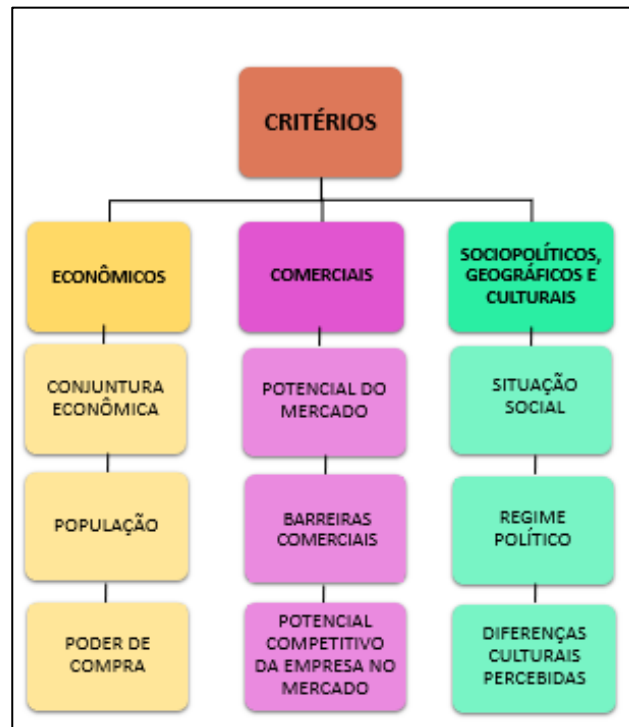 CRITÉRIOS
ECONÔMICOS
CONJUNTURA
ECONÔMICA
POPULAÇÃO
PODER DE
COMPRA
COMERCIAIS
POTENCIAL DO
MERCADO
BARREIRAS
COMERCIAIS
POTENCIAL
COMPETITIVO
DA EMPRESA NO
MERCADO
SOCIOPOLÍTICOS,
GEOGRÁFICOS E
CULTURAIS
SITUAÇÃO
SOCIAL
REGIME
POLÍTICO
DIFERENÇAS
CULTURAIS
PERCEBIDAS